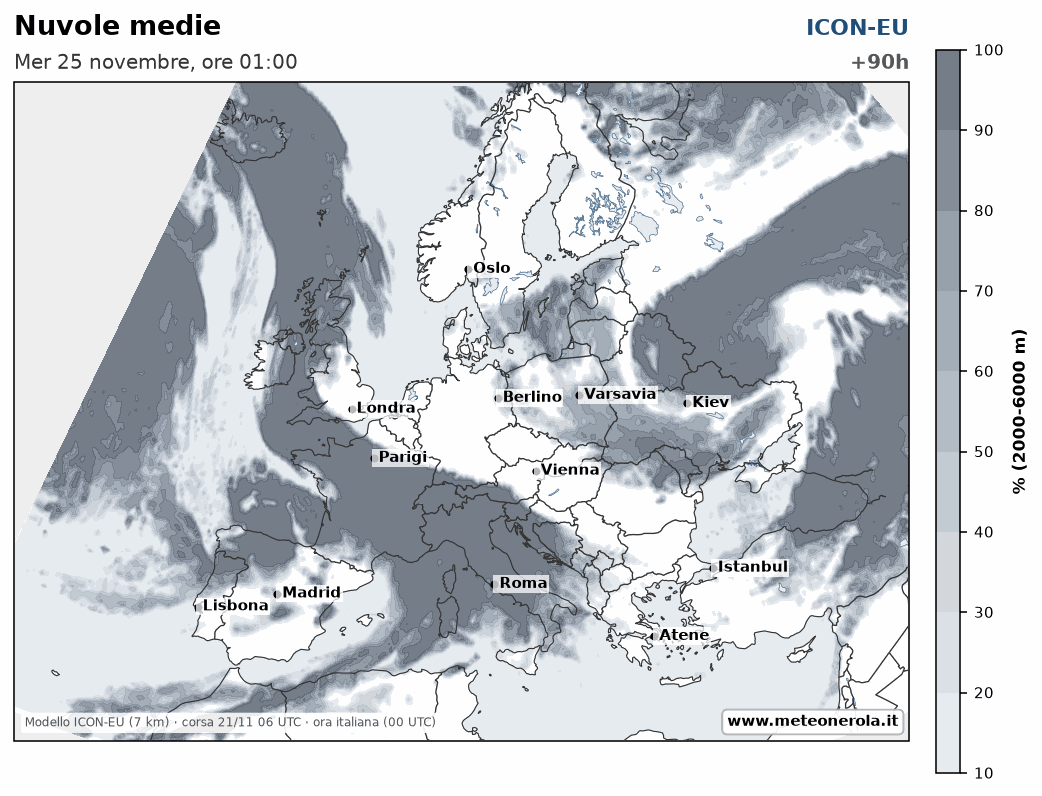 Nuvole medie
ICON-EU
Mer 25 novembre, ore 01:00
+90h
100
90
80
70
60
50
40
30
20
10
% (2000-6000 m)
Oslo
Berlino
Varsavia
Kiev
Londra
Parigi
Vienna
Istanbul
Roma
Madrid
Lisbona
Atene
Modello ICON-EU (7 km) · corsa 21/11 06 UTC · ora italiana (00 UTC)
www.meteonerola.it